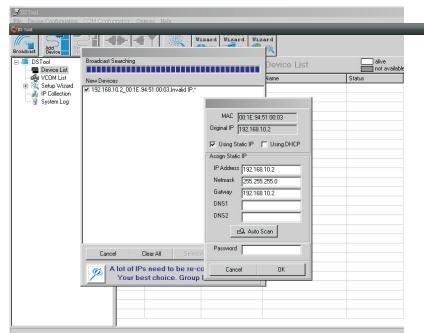 DSTool
File Device Configuration COM Configuration Options Help
DS Tool
Wizard Wizard Wizard
Broadcast Add Device
DSTool
Device List
VCOM List
Setup Wizard
IP Collection
System Log
Broadcast Searching
New Devices
192.168.10.2_00:1E:94:51:00:03.Invalid IP,*
Cancel Clear All
A lot of IPs need to be re-co
Your best choice. Group I
MAC 00:1E:94:51:00:03
Original IP 192.168.10.2
Using Static IP Using DHCP
Assign Static IP
IP Address 192.168.10.2
Netmask 255.255.255.0
Gatway 192.168.10.2
DNS1
DNS2
Auto Scan
Password
Cancel OK
Device List
alive
not available
Name Status